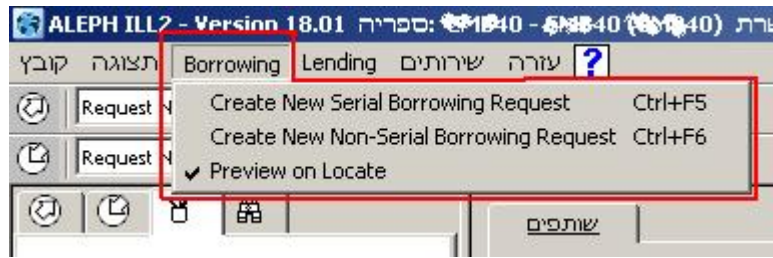 ALEPH ILL2 - Version 18.01 ספריה:
קובץ תצוגה Borrowing Lending שירותים עזרה ?
Request
Create New Serial Borrowing Request Ctrl+F5
Create New Non-Serial Borrowing Request Ctrl+F6
Request
Preview on Locate
שותפים